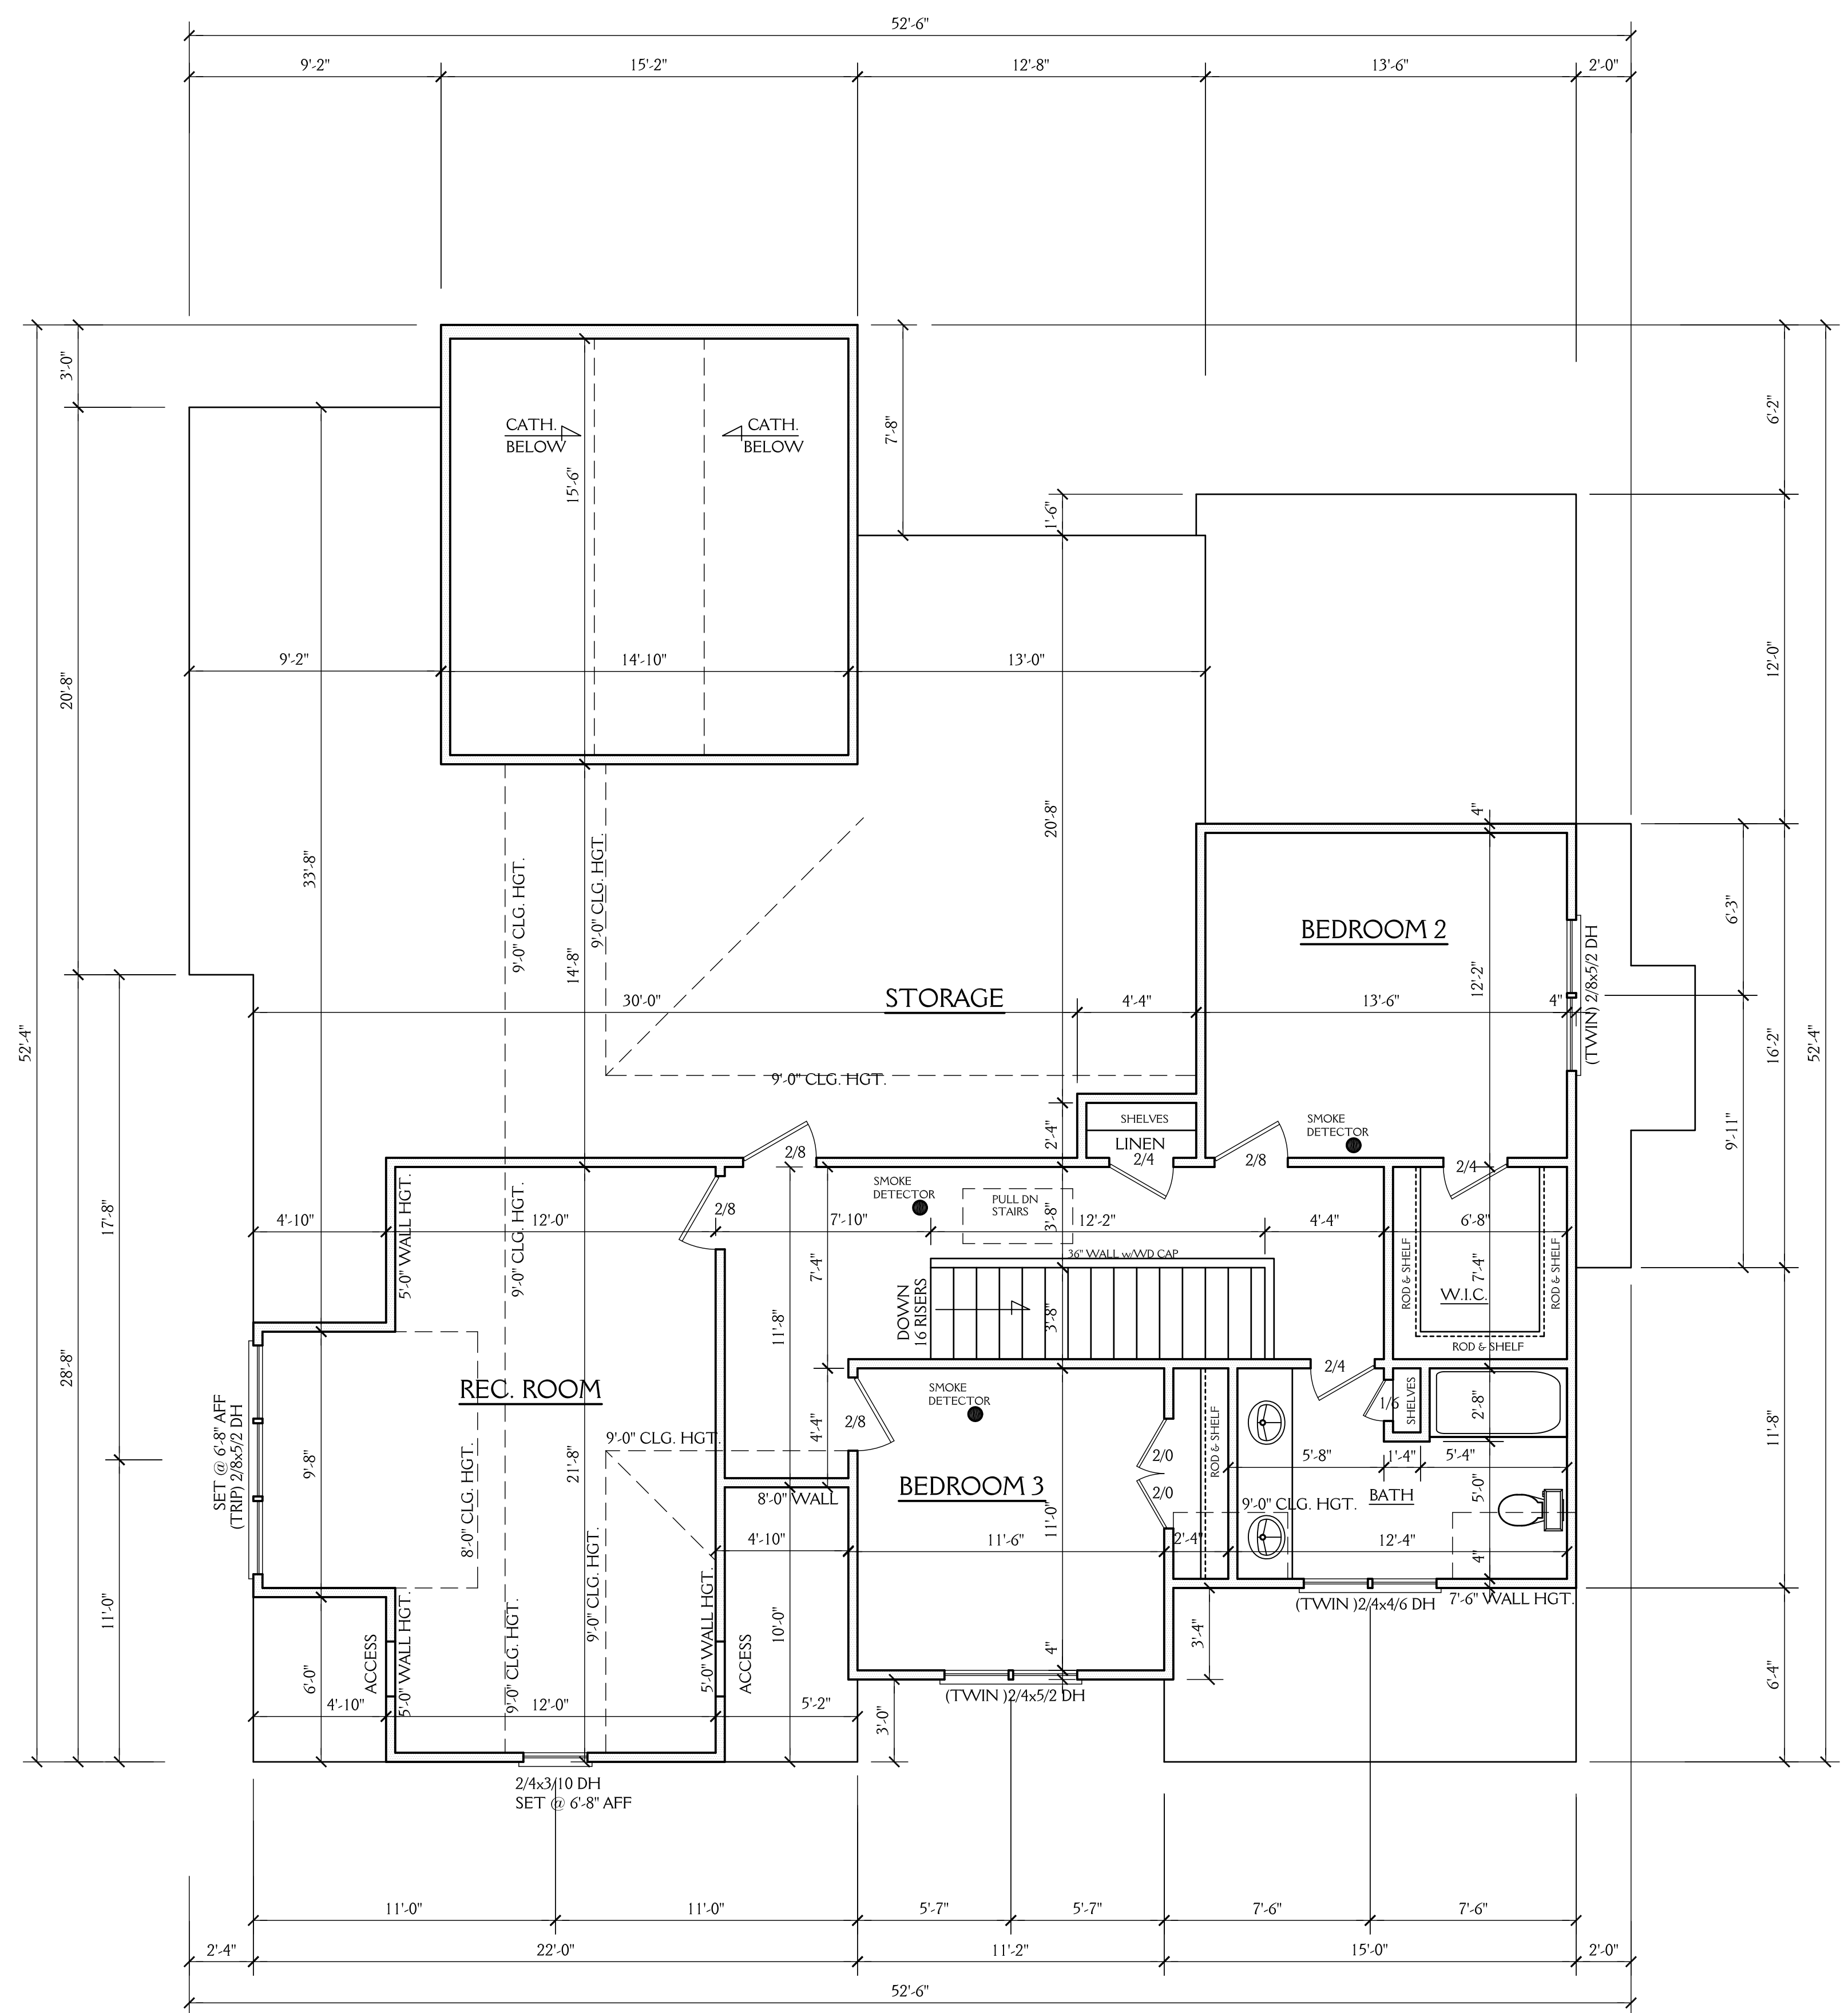 52'-6"
9'-2"
15'-2"
12'-8"
13'-6"
2'-0"
3'-0"
7'-8"
6'-2"
CATH.
BELOW
CATH.
BELOW
15'-6"
1'-6"
20'-8"
9'-2"
14'-10"
13'-0"
12'-0"
33'-8"
9'-0" CLG. HGT.
9'-0" CLG. HGT.
14'-8"
20'-8"
4"
BEDROOM 2
12'-2"
6'-3"
(TWIN) 2/8x5/2 DH
STORAGE
30'-0"
4'-4"
13'-6"
4"
52'-4"
16'-2"
52'-4"
9'-0" CLG. HGT.
2'-4"
SHELVES
LINEN
2/4
SMOKE
DETECTOR
9'-11"
2/8
2/8
2/4
17'-8"
5'-0" WALL HGT.
9'-0" CLG. HGT.
2/8
SMOKE
DETECTOR
PULL DN
STAIRS
3'-8"
4'-10"
12'-0"
7'-10"
12'-2"
4'-4"
6'-8"
36" WALL w/WD CAP
7'-4"
ROD & SHELF
7'-4"
ROD & SHELF
W.I.C.
ROD & SHELF
DOWN
16 RISERS
3'-8"
11'-8"
28'-8"
REC. ROOM
SMOKE
DETECTOR
2/8
2/4
1/6
SHELVES
2'-8"
SET @ 6'-8" AFF
(TRIP) 2/8x5/2 DH
9'-8"
8'-0" CLG. HGT.
21'-8"
9'-0" CLG. HGT.
4'-4"
2/0
ROD & SHELF
5'-8"
1'-4"
5'-4"
11'-8"
BEDROOM 3
2/0
8'-0" WALL
9'-0" CLG. HGT.
BATH
5'-0"
11'-0"
4'-10"
11'-6"
2'-4"
12'-4"
4"
11'-0"
9'-0" CLG. HGT.
5'-0" WALL HGT.
(TWIN )2/4x4/6 DH
7'-6" WALL HGT.
6'-0"
ACCESS
5'-0" WALL HGT.
9'-0" CLG. HGT.
ACCESS
10'-0"
4"
3'-4"
6'-4"
(TWIN )2/4x5/2 DH
4'-10"
12'-0"
5'-2"
3'-0"
2/4x3/10 DH
SET @ 6'-8" AFF
11'-0"
11'-0"
5'-7"
5'-7"
7'-6"
7'-6"
2'-4"
22'-0"
11'-2"
15'-0"
2'-0"
52'-6"